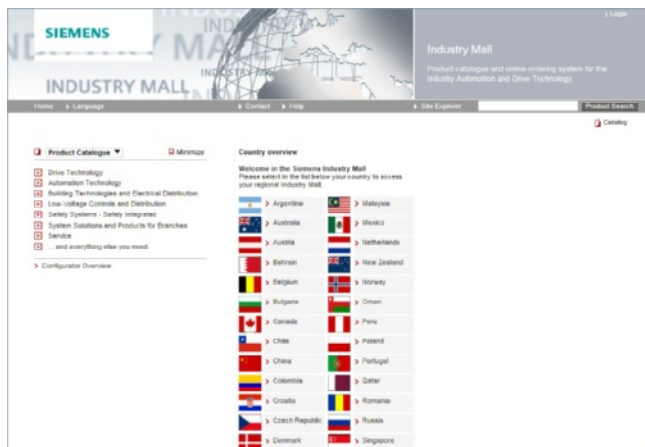 Login
SIEMENS
Industry Mall
Product catalogue and online ordering system for the
Industry Automation and Drive Technology
INDUSTRY MALL
Home
Language
Contact
Help
Site Explorer
Product Search
Catalog
Product Catalogue
Minimize
Drive Technology
Automation Technology
Building Technologies and Electrical Distribution
Low-Voltage Controls and Distribution
Safety Systems - Safety Integrated
System Solutions and Products for Branches
Service
... and everything else you need
Configurator Overview
Country overview
Welcome in the Siemens Industry Mall
Please select in the list below your country to access
your regional Industry Mall.
Argentina
Malaysia
Australia
Mexico
Austria
Netherlands
Bahrain
New Zealand
Belgium
Norway
Bulgaria
Oman
Canada
Peru
Chile
Poland
China
Portugal
Colombia
Qatar
Croatia
Romania
Czech Republic
Russia
Denmark
Singapore